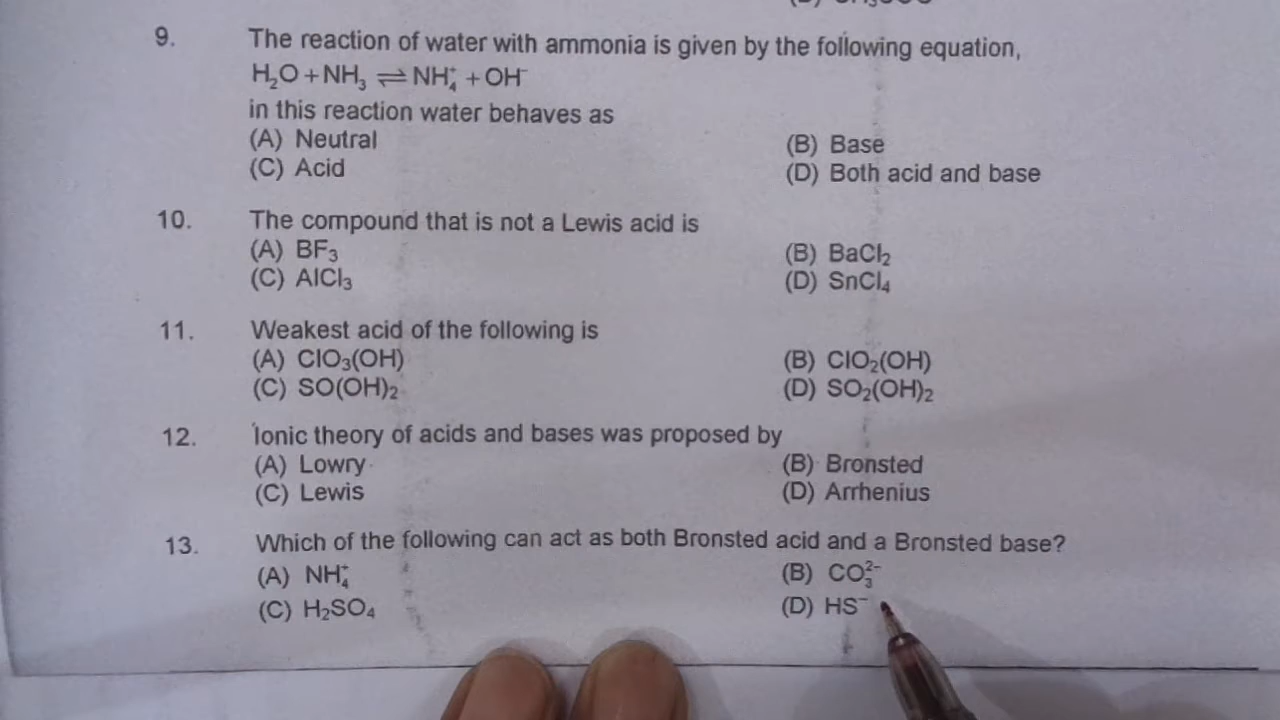 9. The reaction of water with ammonia is given by the following equation,
H₂O + NH₃ ⇌ NH₄⁺ + OH⁻
in this reaction water behaves as
(A) Neutral (B) Base
(C) Acid (D) Both acid and base
10. The compound that is not a Lewis acid is
(A) BF₃ (B) BaCl₂
(C) AlCl₃ (D) SnCl₄
11. Weakest acid of the following is
(A) ClO₃(OH) (B) ClO₂(OH)
(C) SO(OH)₂ (D) SO₂(OH)₂
12. Ionic theory of acids and bases was proposed by
(A) Lowry (B) Bronsted
(C) Lewis (D) Arrhenius
13. Which of the following can act as both Bronsted acid and a Bronsted base?
(A) NH₄⁺ (B) CO₃²⁻
(C) H₂SO₄ (D) HS⁻